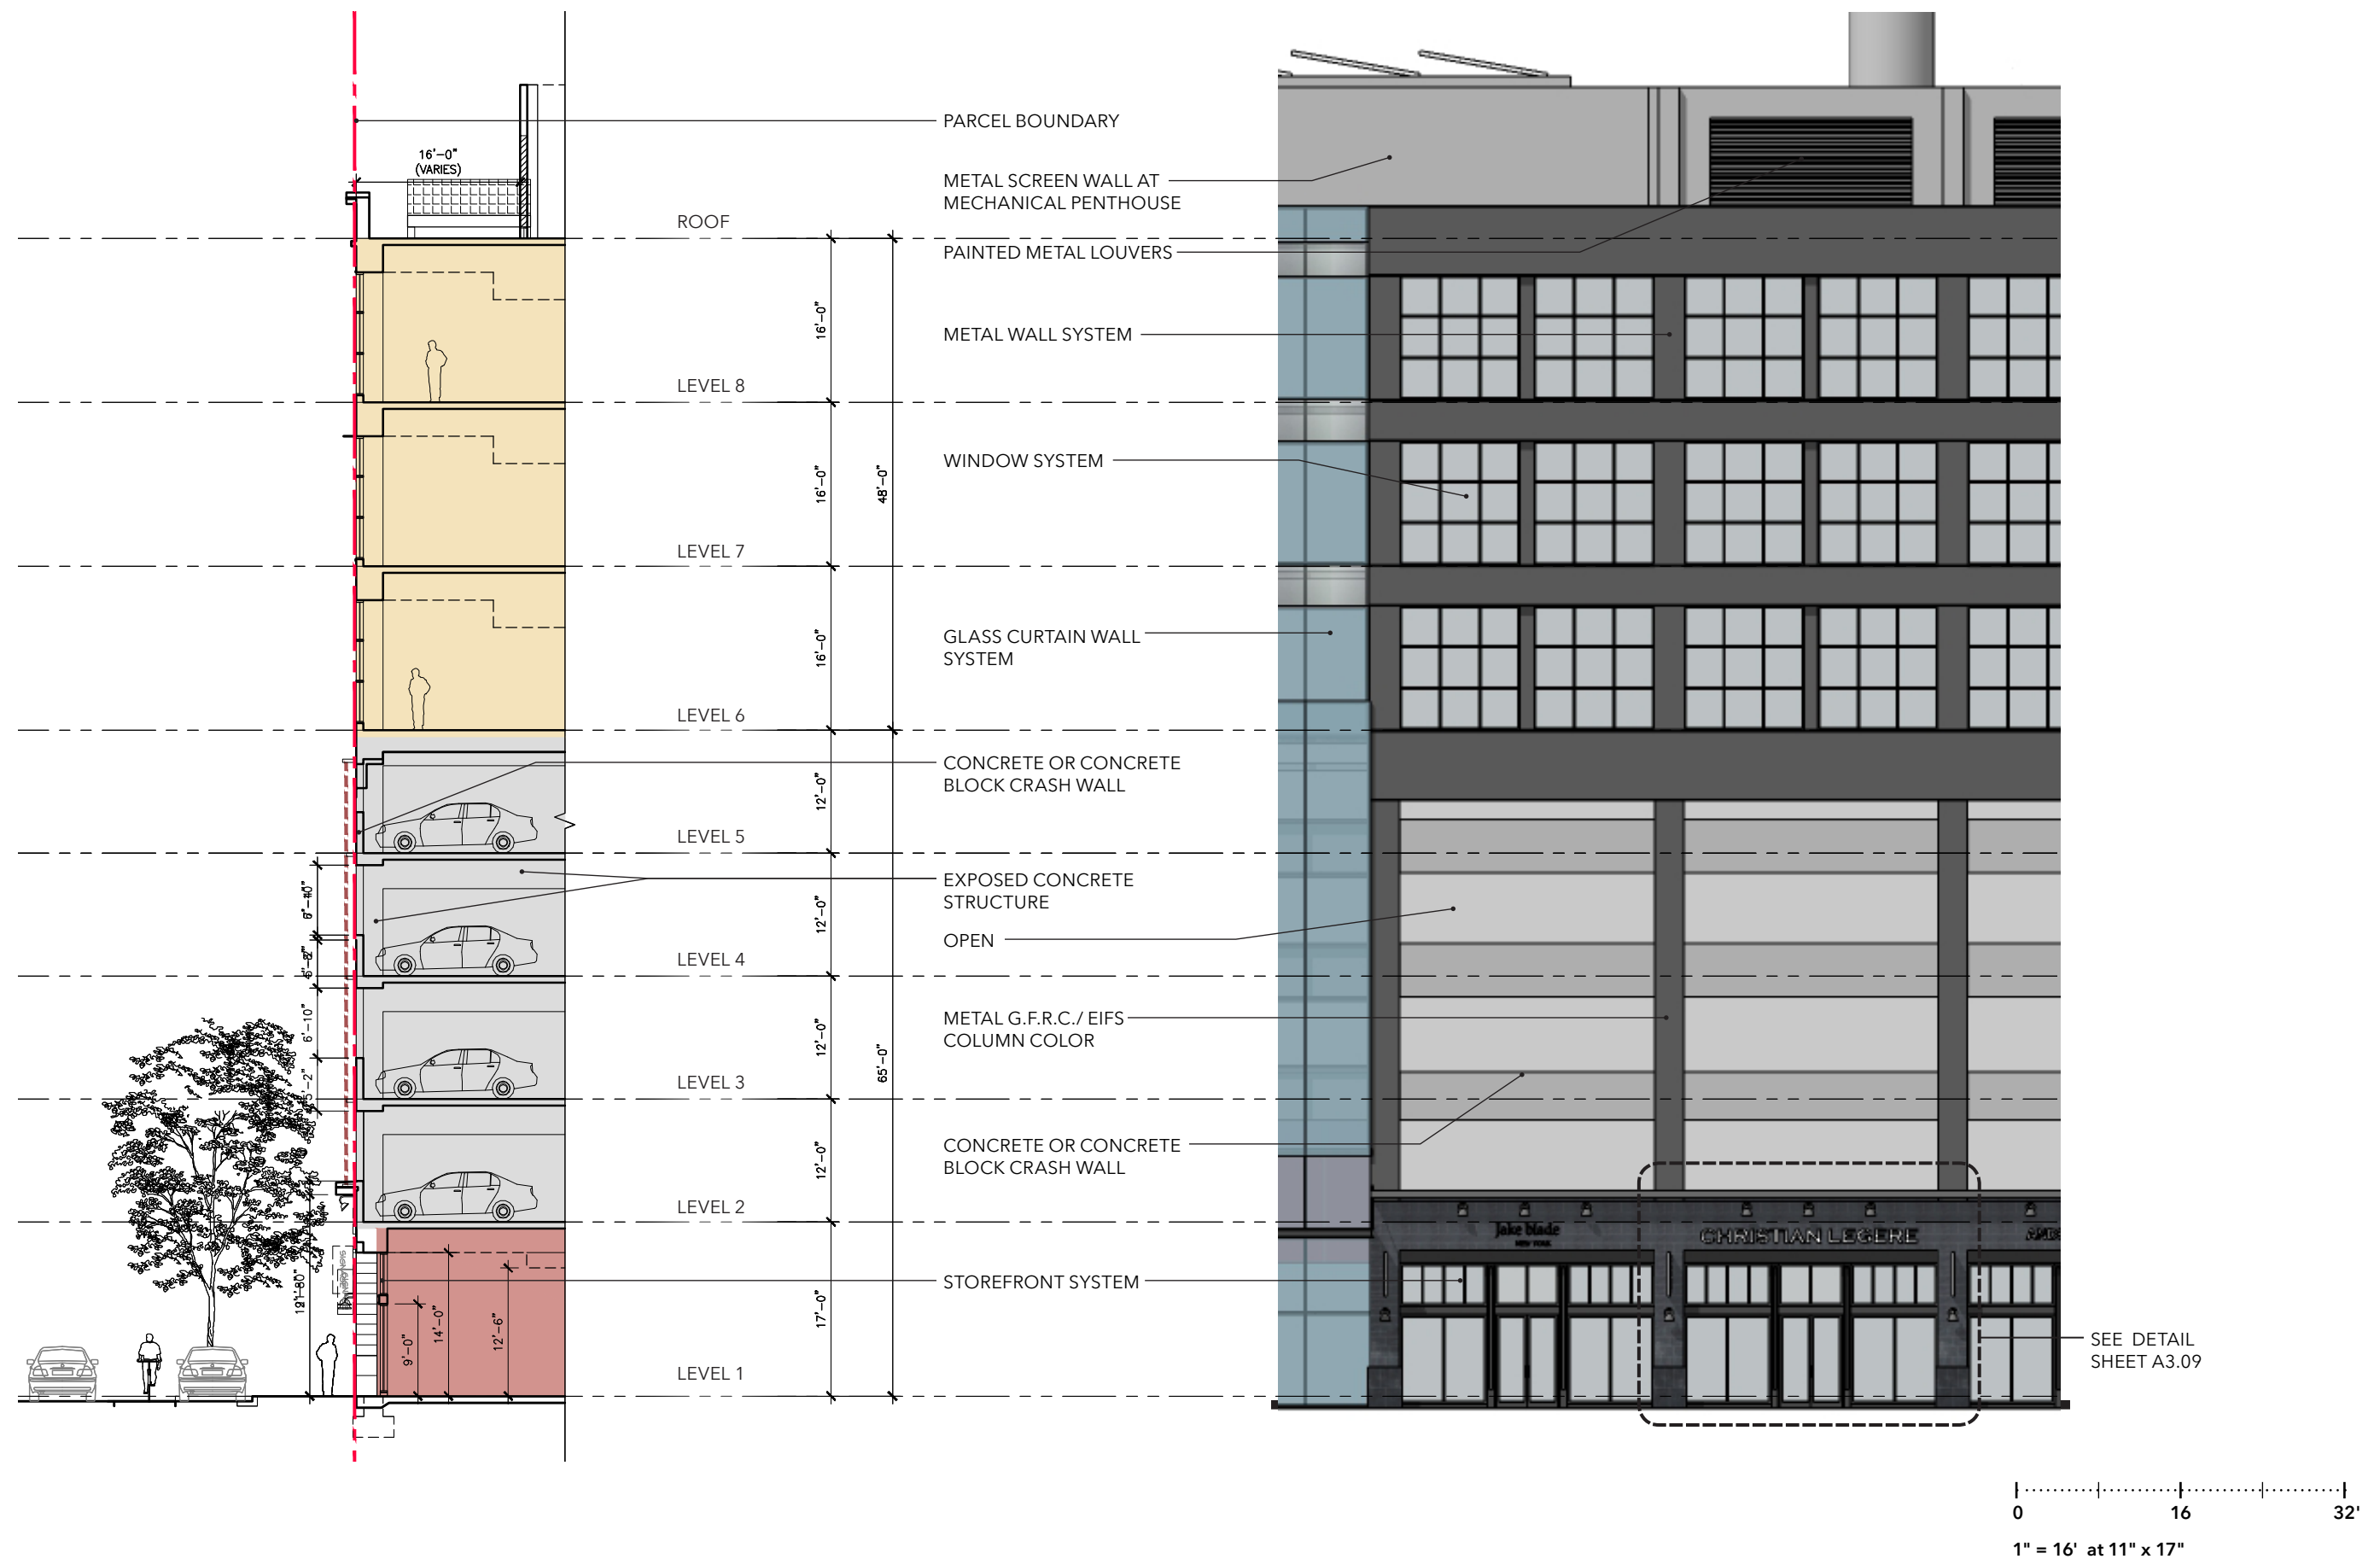 PARCEL BOUNDARY
16'-0"
(VARIES)
METAL SCREEN WALL AT
MECHANICAL PENTHOUSE
ROOF
PAINTED METAL LOUVERS
16'-0"
METAL WALL SYSTEM
LEVEL 8
WINDOW SYSTEM
16'-0"
48'-0"
LEVEL 7
GLASS CURTAIN WALL
SYSTEM
16'-0"
LEVEL 6
CONCRETE OR CONCRETE
BLOCK CRASH WALL
12'-0"
LEVEL 5
EXPOSED CONCRETE
STRUCTURE
12'-0"
OPEN
LEVEL 4
6'-10"
METAL G.F.R.C./ EIFS
COLUMN COLOR
12'-0"
65'-0"
5'-2"
LEVEL 3
CONCRETE OR CONCRETE
BLOCK CRASH WALL
12'-0"
LEVEL 2
Jake blade
NEW YORK
CHRISTIAN LEGERE
STOREFRONT SYSTEM
17'-0"
14'-0"
12'-6"
9'-0"
SEE DETAIL
SHEET A3.09
LEVEL 1
0 16 32'
1" = 16' at 11" x 17"